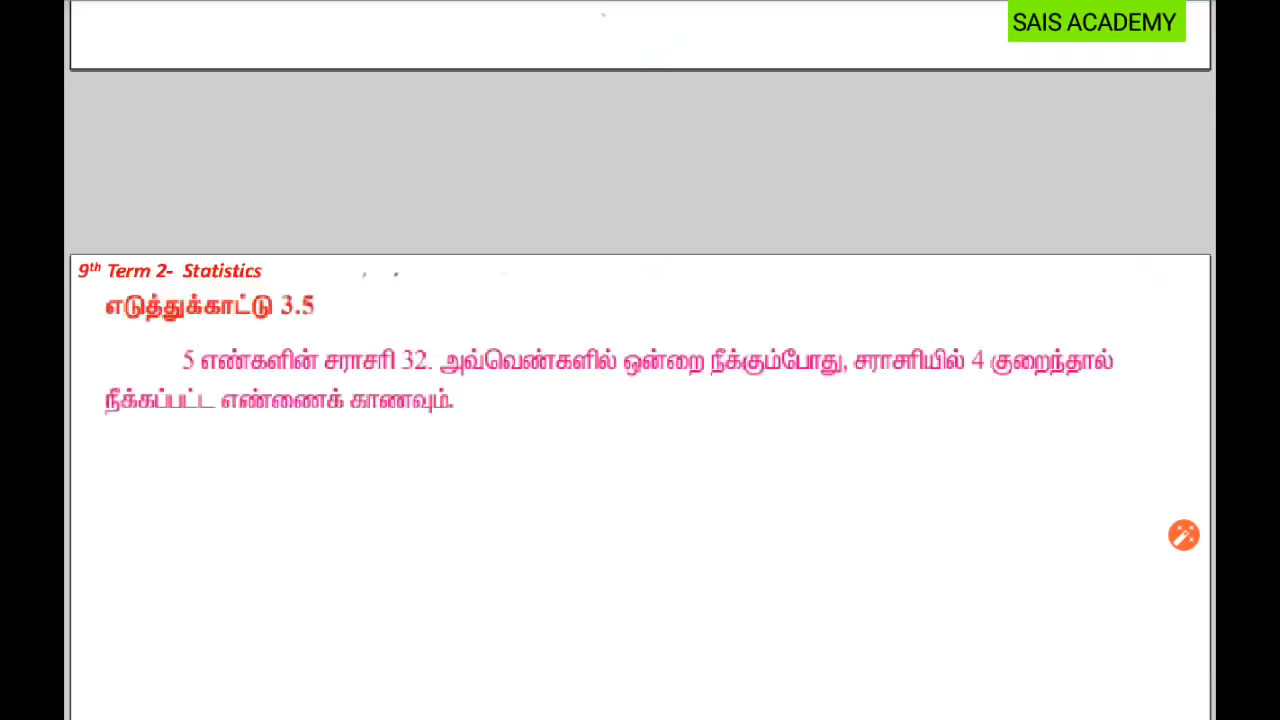 SAIS ACADEMY
9th Term 2- Statistics
எடுத்துக்காட்டு 3.5
5 எண்களின் சராசரி 32. அவ்வெண்களில் ஒன்றை நீக்கும்போது, சராசரியில் 4 குறைந்தால்
நீக்கப்பட்ட எண்ணைக் காணவும்.